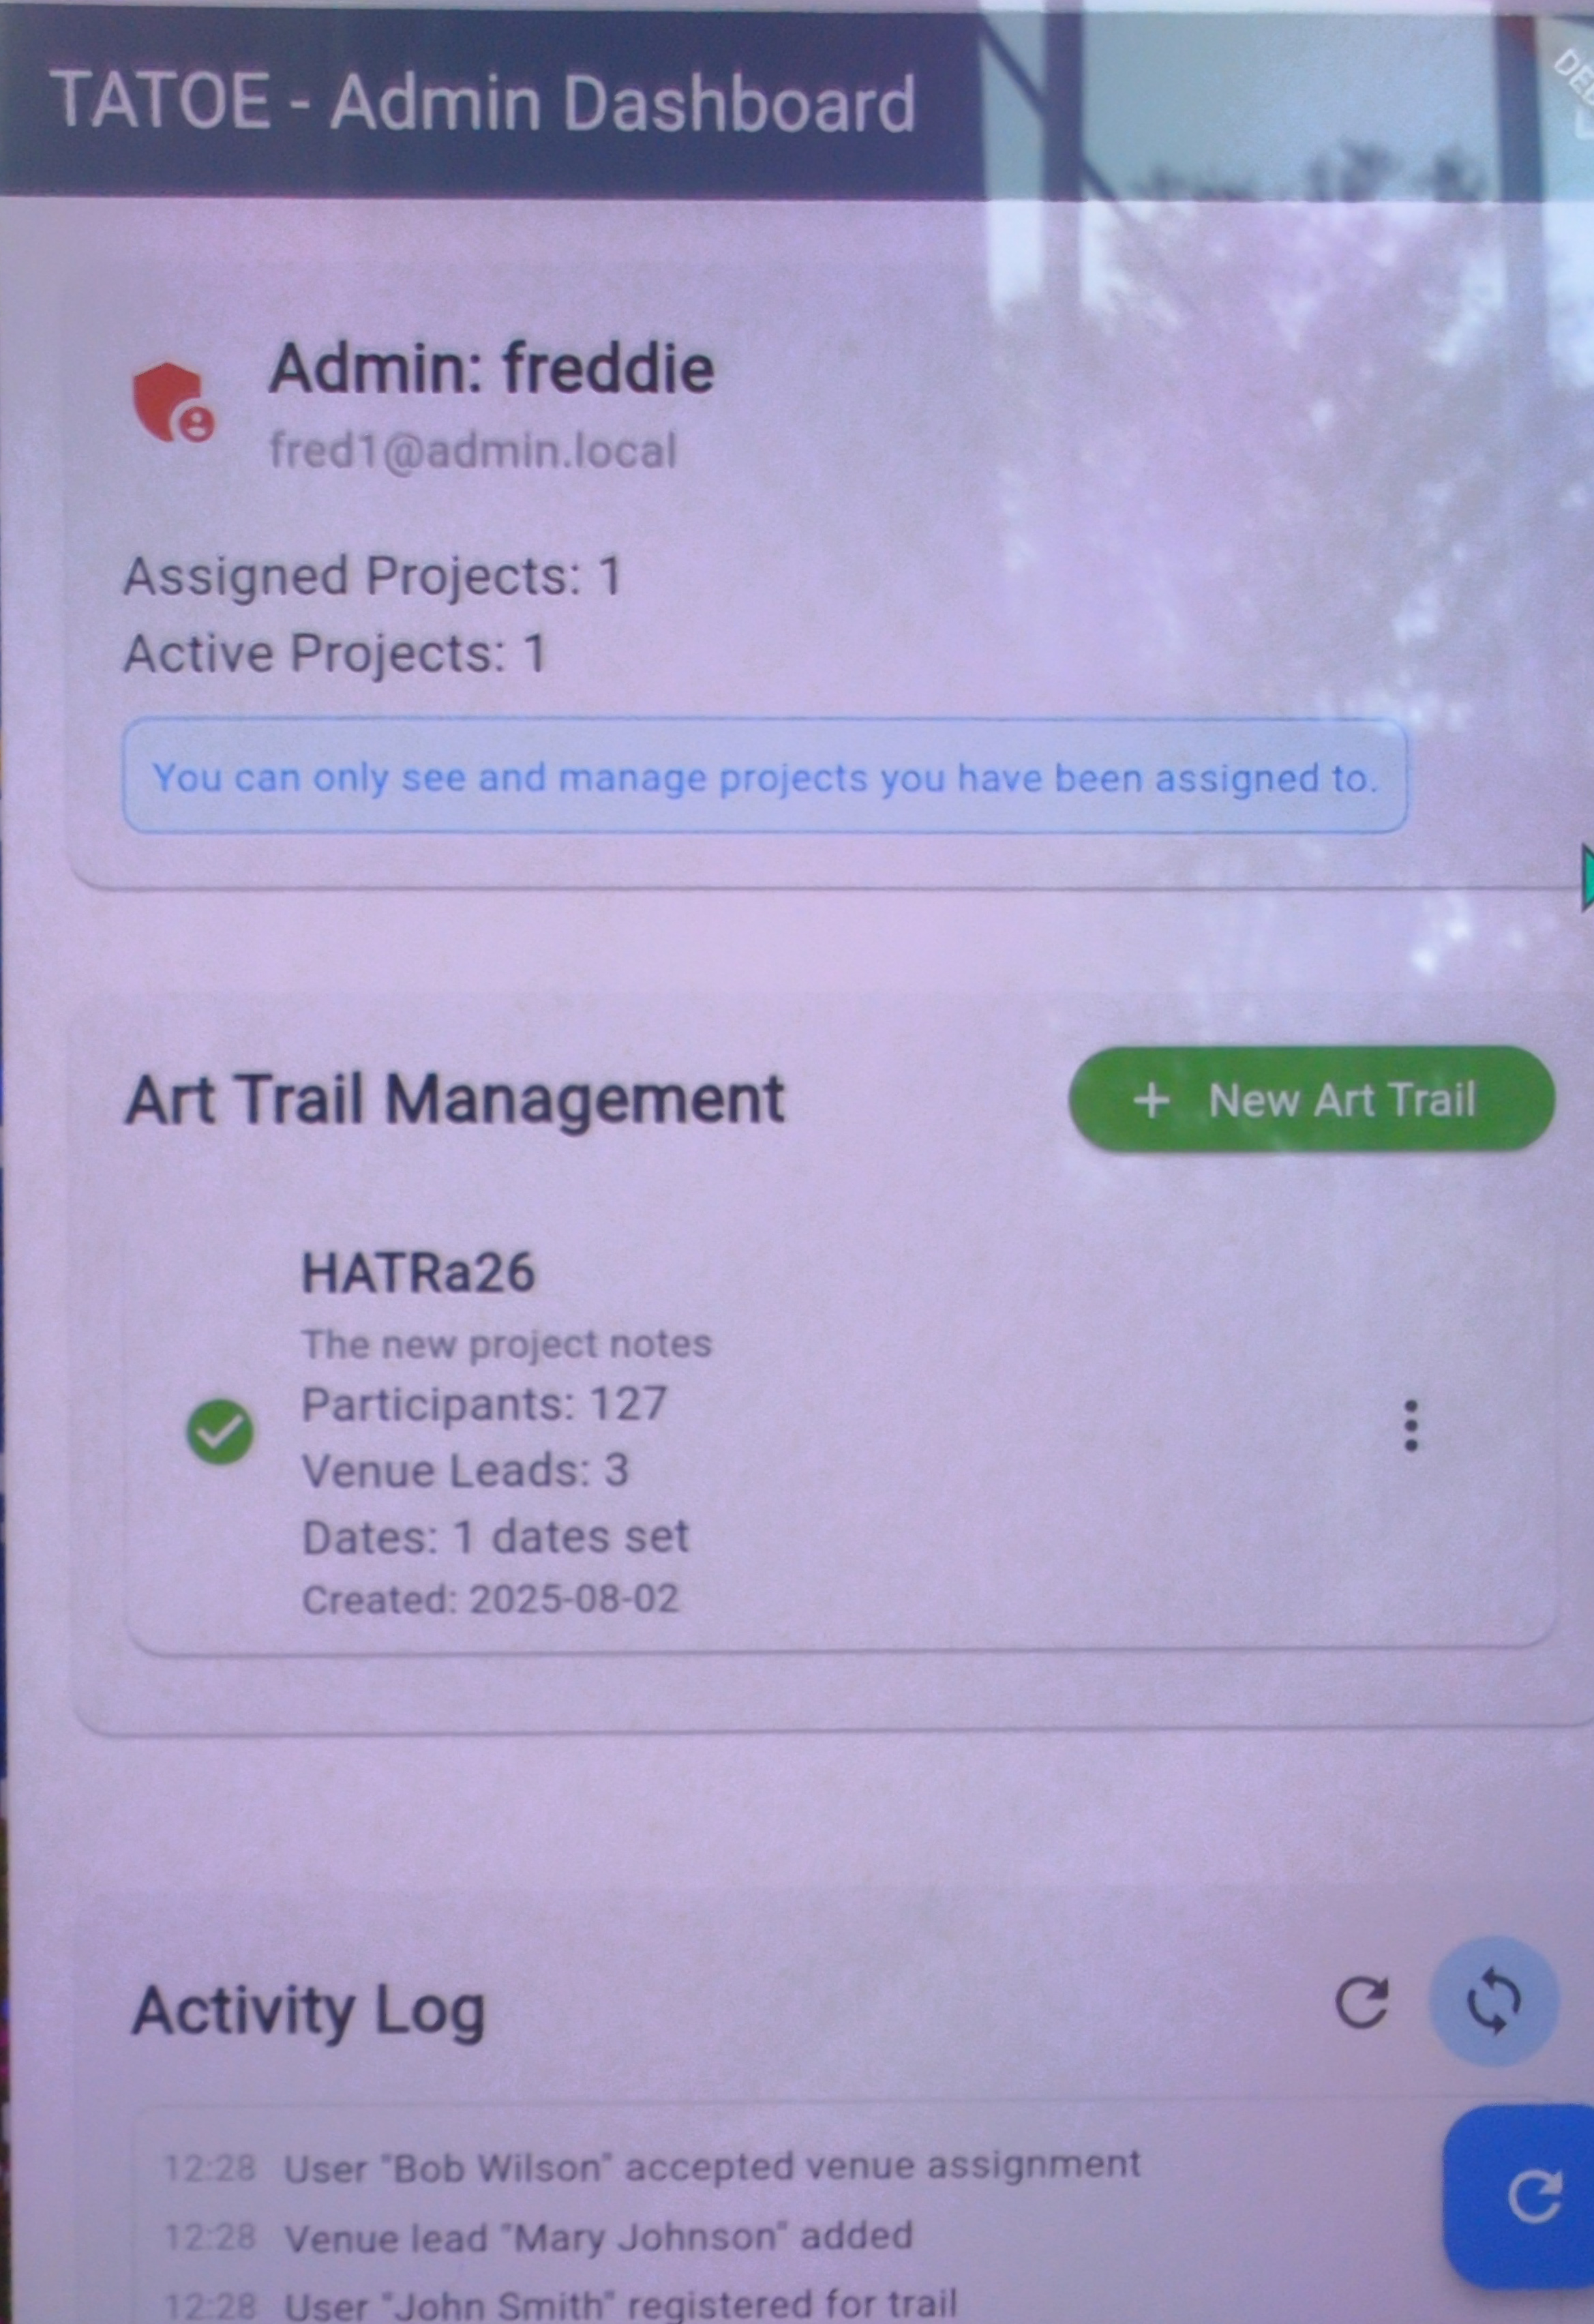 TATOE - Admin Dashboard
Admin: freddie
fred1@admin.local
Assigned Projects: 1
Active Projects: 1
You can only see and manage projects you have been assigned to.
Art Trail Management
+ New Art Trail
HATRa26
The new project notes
Participants: 127
Venue Leads: 3
Dates: 1 dates set
Created: 2025-08-02
Activity Log
12:28 User "Bob Wilson" accepted venue assignment
12:28 Venue lead "Mary Johnson" added
12:28 User "John Smith" registered for trail